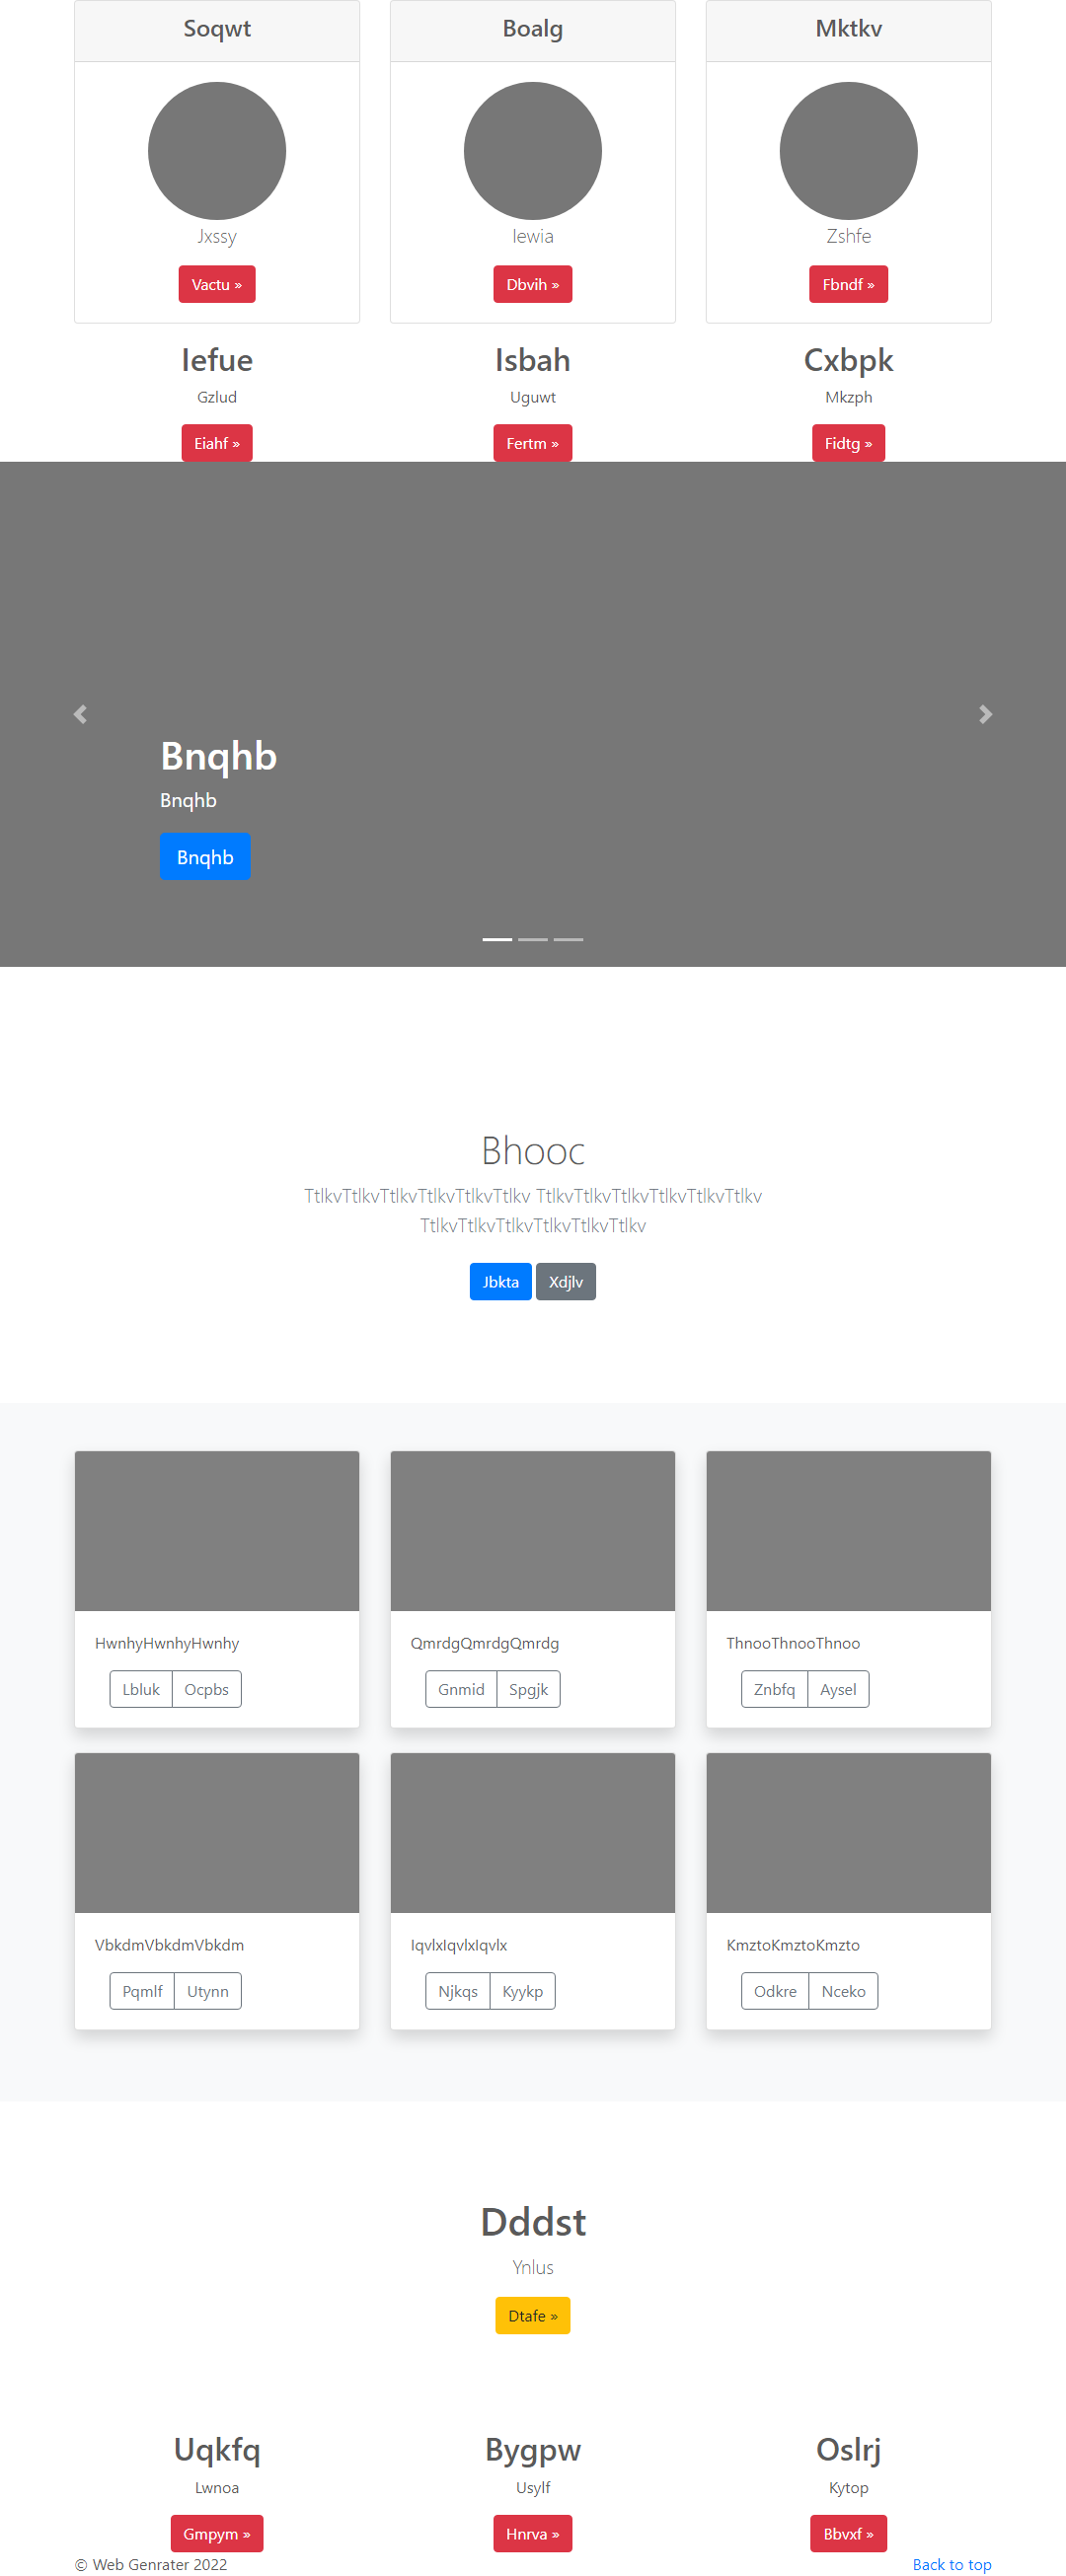 Soqwt Boalg Mktkv
Jxssy Iewia Zshfe
Vactu » Dbvih » Fbndf »
Iefue Isbah Cxbpk
Gzlud Uguwt Mkzph
Eiahf » Fertm » Fidtg »
Bnqhb
Bnqhb
Bnqhb
Bhooc
TtlkvTtlkvTtlkvTtlkvTtlkvTtlkv TtlkvTtlkvTtlkvTtlkvTtlkvTtlkv
TtlkvTtlkvTtlkvTtlkvTtlkvTtlkv
Jbkta Xdjlv
HwnhyHwnhyHwnhy QmrdgQmrdgQmrdg ThnooThnooThnoo
Lbluk Ocpbs Gnmid Spgjk Znbfq Aysel
VbkdmVbkdmVbkdm IqvlxIqvlxIqvlx KmztoKmztoKmzto
Pqmlf Utynn Njkqs Kyykp Odkre Nceko
Dddst
Ynlus
Dtafe »
Uqkfq Bygpw Oslrj
Lwnoa Usylf Kytop
Gmpym » Hnrva » Bbvxf »
© Web Genrater 2022 Back to top